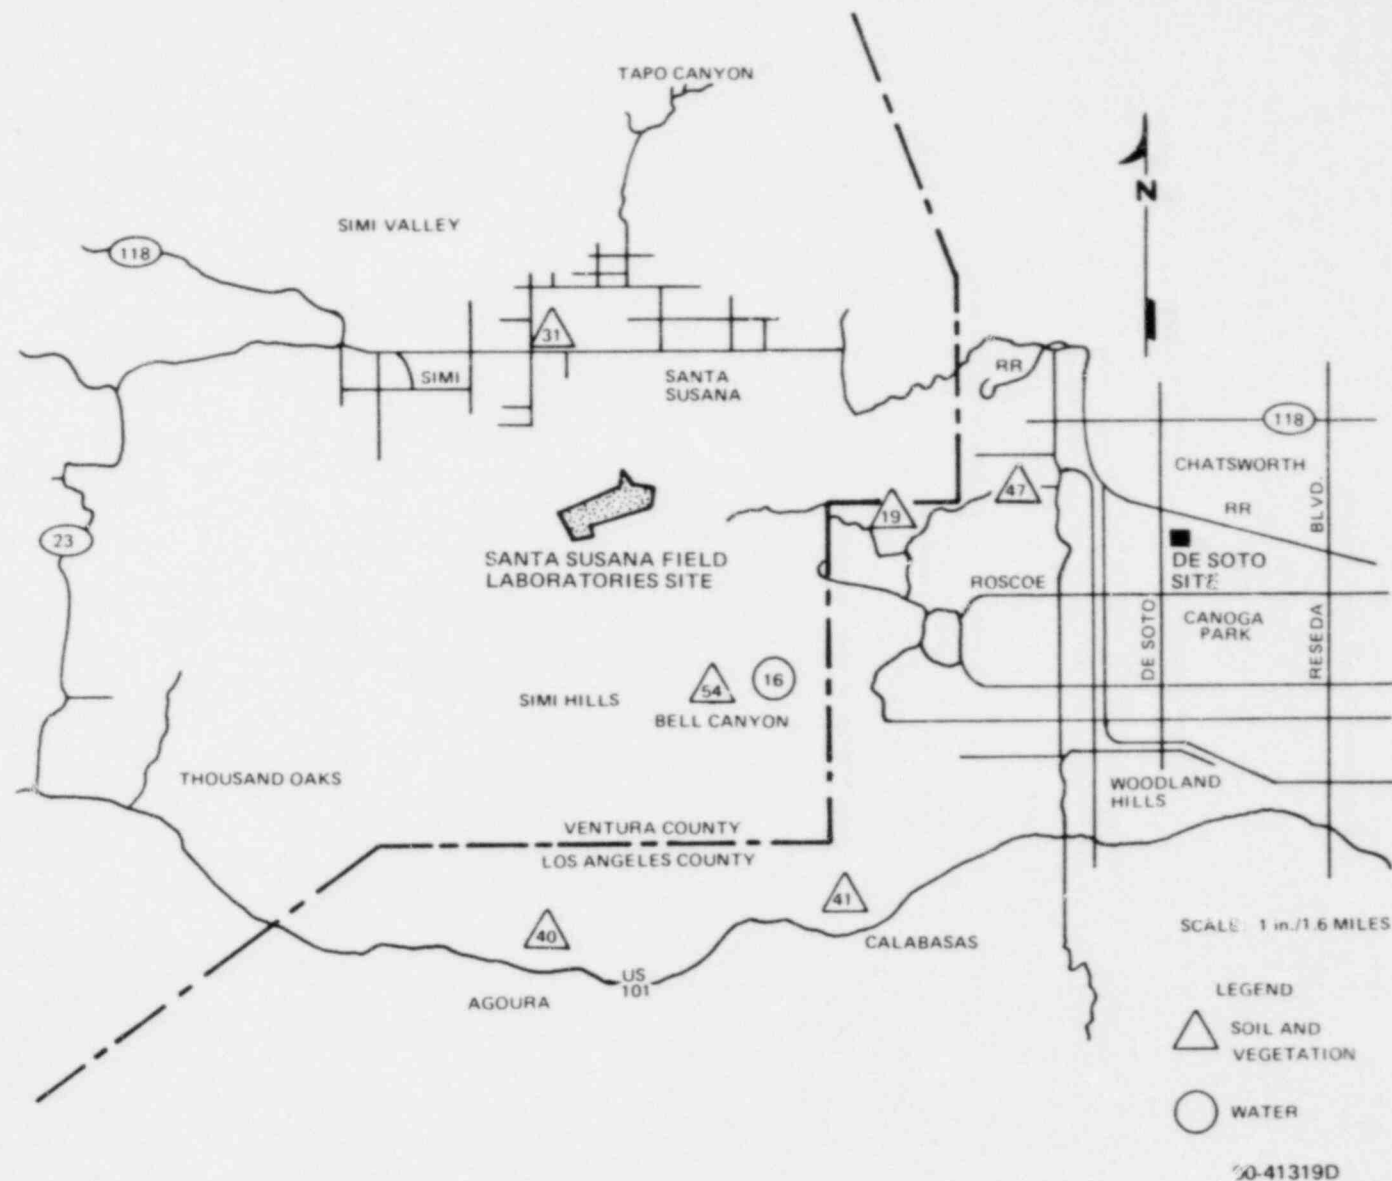 TAPO CANYON
N
SIMI VALLEY
118
31
SIMI
SANTA
SUSANA
RR
118
CHATSWORTH
RR
BLVD.
47
19
23
SANTA SUSANA FIELD
LABORATORIES SITE
DE SOTO
SITE
ROSCOE
CANOGA
PARK
DE SOTO
RESEDA
SIMI HILLS
54
16
BELL CANYON
THOUSAND OAKS
WOODLAND
HILLS
VENTURA COUNTY
LOS ANGELES COUNTY
41
40
CALABASAS
US
101
AGOURA
SCALE: 1 in./1.6 MILES
LEGEND
SOIL AND
VEGETATION
WATER